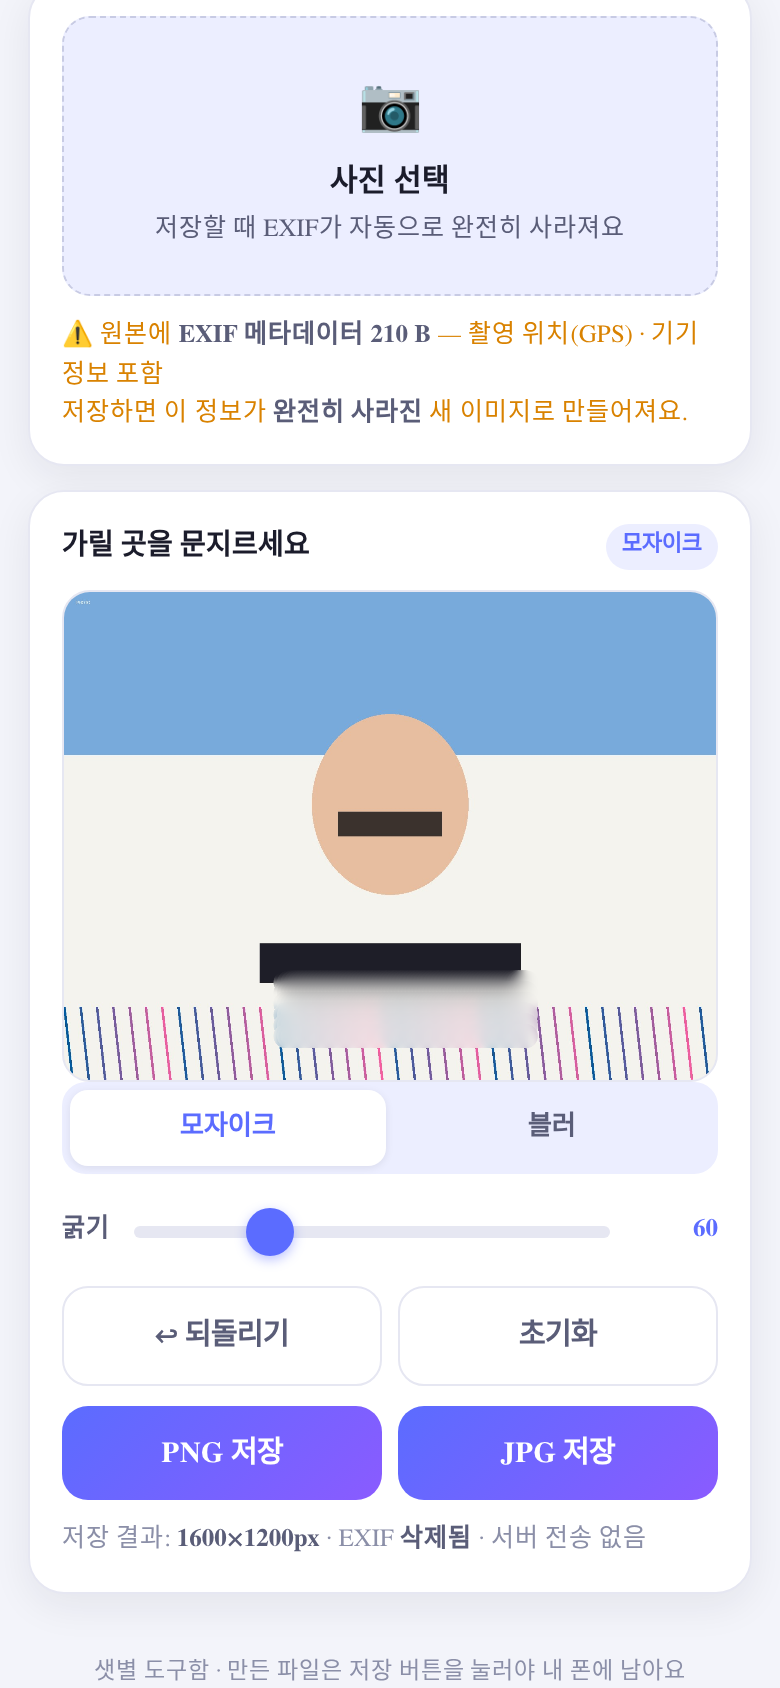 사진 선택
저장할 때 EXIF가 자동으로 완전히 사라져요
⚠️ 원본에 EXIF 메타데이터 210 B — 촬영 위치(GPS) · 기기
정보 포함
저장하면 이 정보가 완전히 사라진 새 이미지로 만들어져요.
가릴 곳을 문지르세요
모자이크
모자이크
블러
굵기
60
↩ 되돌리기
초기화
PNG 저장
JPG 저장
저장 결과: 1600×1200px · EXIF 삭제됨 · 서버 전송 없음
샛별 도구함 · 만든 파일은 저장 버튼을 눌러야 내 폰에 남아요